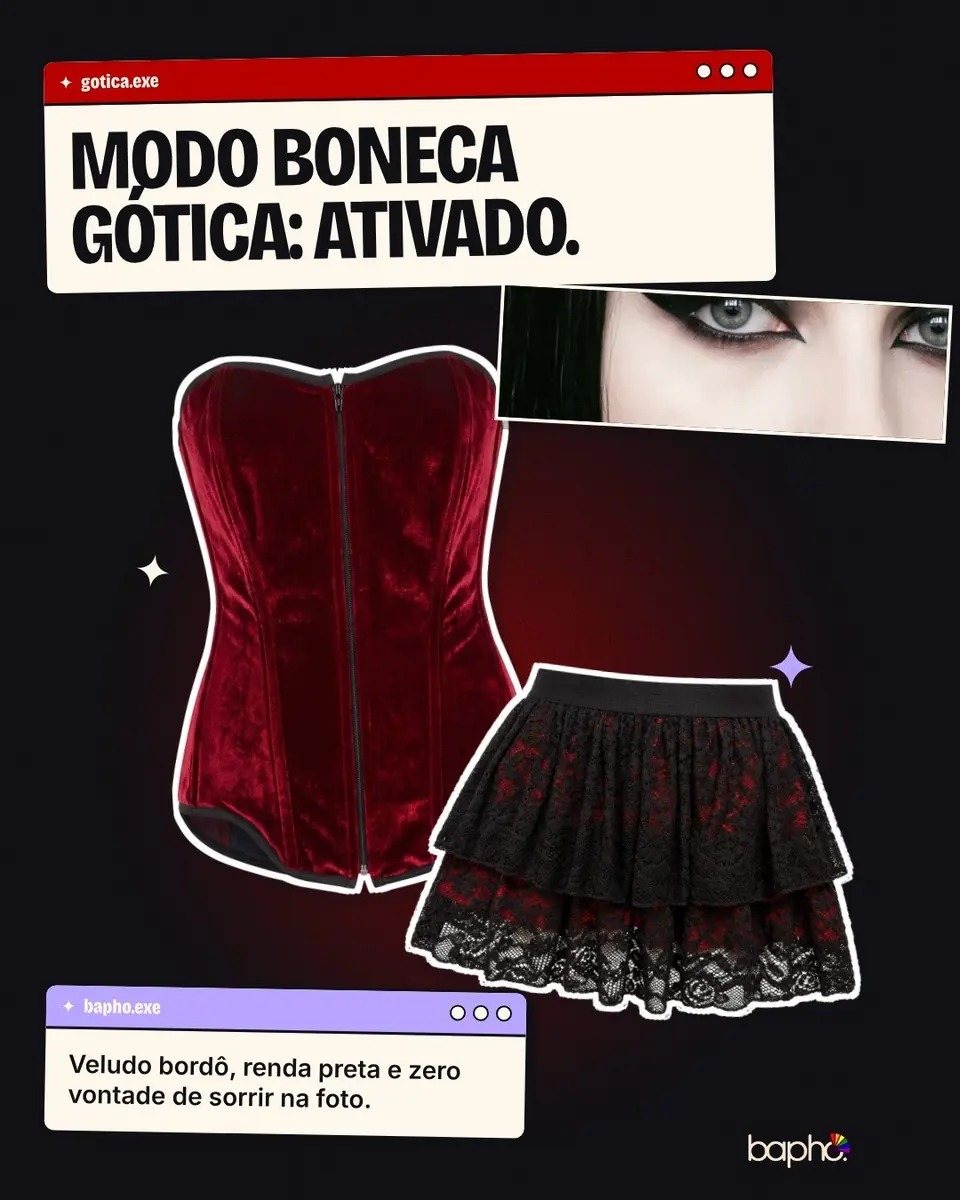 gotica.exe
MODO BONECA
GÓTICA: ATIVADO.
bapho.exe
Veludo bordô, renda preta e zero
vontade de sorrir na foto.
bapho.